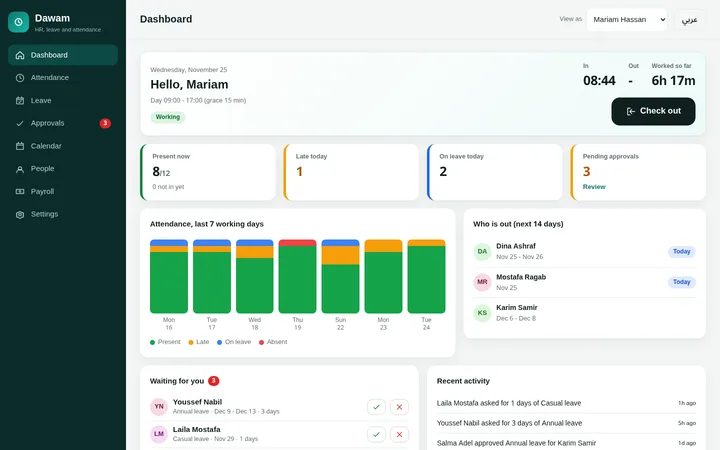 Dawam
HR, leave and attendance
Dashboard
Attendance
Leave
Approvals 3
Calendar
People
Payroll
Settings
Dashboard
View as Mariam Hassan عربي
Wednesday, November 25
Hello, Mariam
Day 09:00 - 17:00 (grace 15 min)
Working
In Out Worked so far
08:44 - 6h 17m
Check out
Present now
8/12
0 not in yet
Late today
1
On leave today
2
Pending approvals
3
Review
Attendance, last 7 working days
Mon Tue Wed Thu Sun Mon Tue
16 17 18 19 22 23 24
Present Late On leave Absent
Who is out (next 14 days)
DA Dina Ashraf
Nov 25 - Nov 26
Today
MR Mostafa Ragab
Nov 25
Today
KS Karim Samir
Dec 6 - Dec 8
Waiting for you 3
YN Youssef Nabil
Annual leave · Dec 9 - Dec 13 · 3 days
LM Laila Mostafa
Casual leave · Nov 29 · 1 days
Recent activity
Laila Mostafa asked for 1 days of Casual leave 1h ago
Youssef Nabil asked for 3 days of Annual leave 5h ago
Salma Adel approved Annual leave for Karim Samir 1d ago